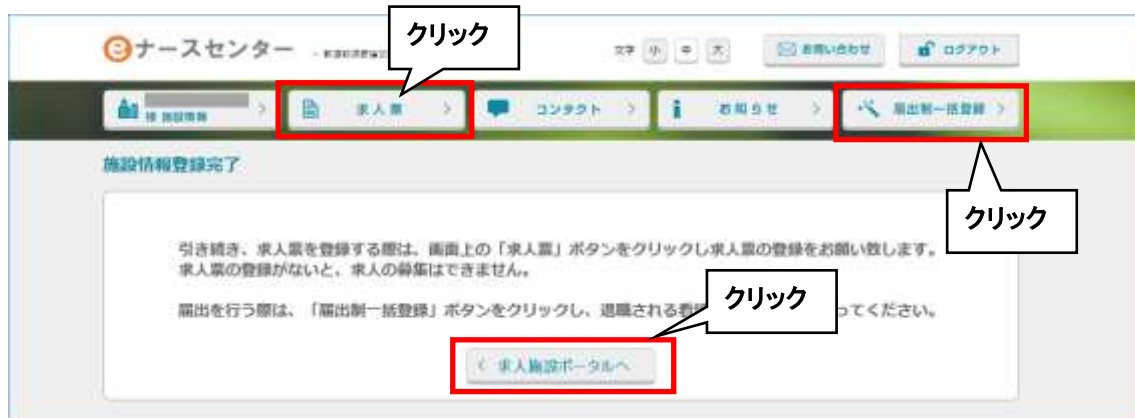 クリック
eナースセンター
文字 小 中 大
お問い合わせ
ログアウト
様 施設情報
求人票
コンタクト
お知らせ
届出制一括登録
施設情報登録完了
クリック
引き続き、求人票を登録する際は、画面上の「求人票」ボタンをクリックし求人票の登録をお願い致します。
求人票の登録がないと、求人の募集はできません。
クリック
届出を行う際は、「届出制一括登録」ボタンをクリックし、退職される看 ってください。
求人施設ポータルへ